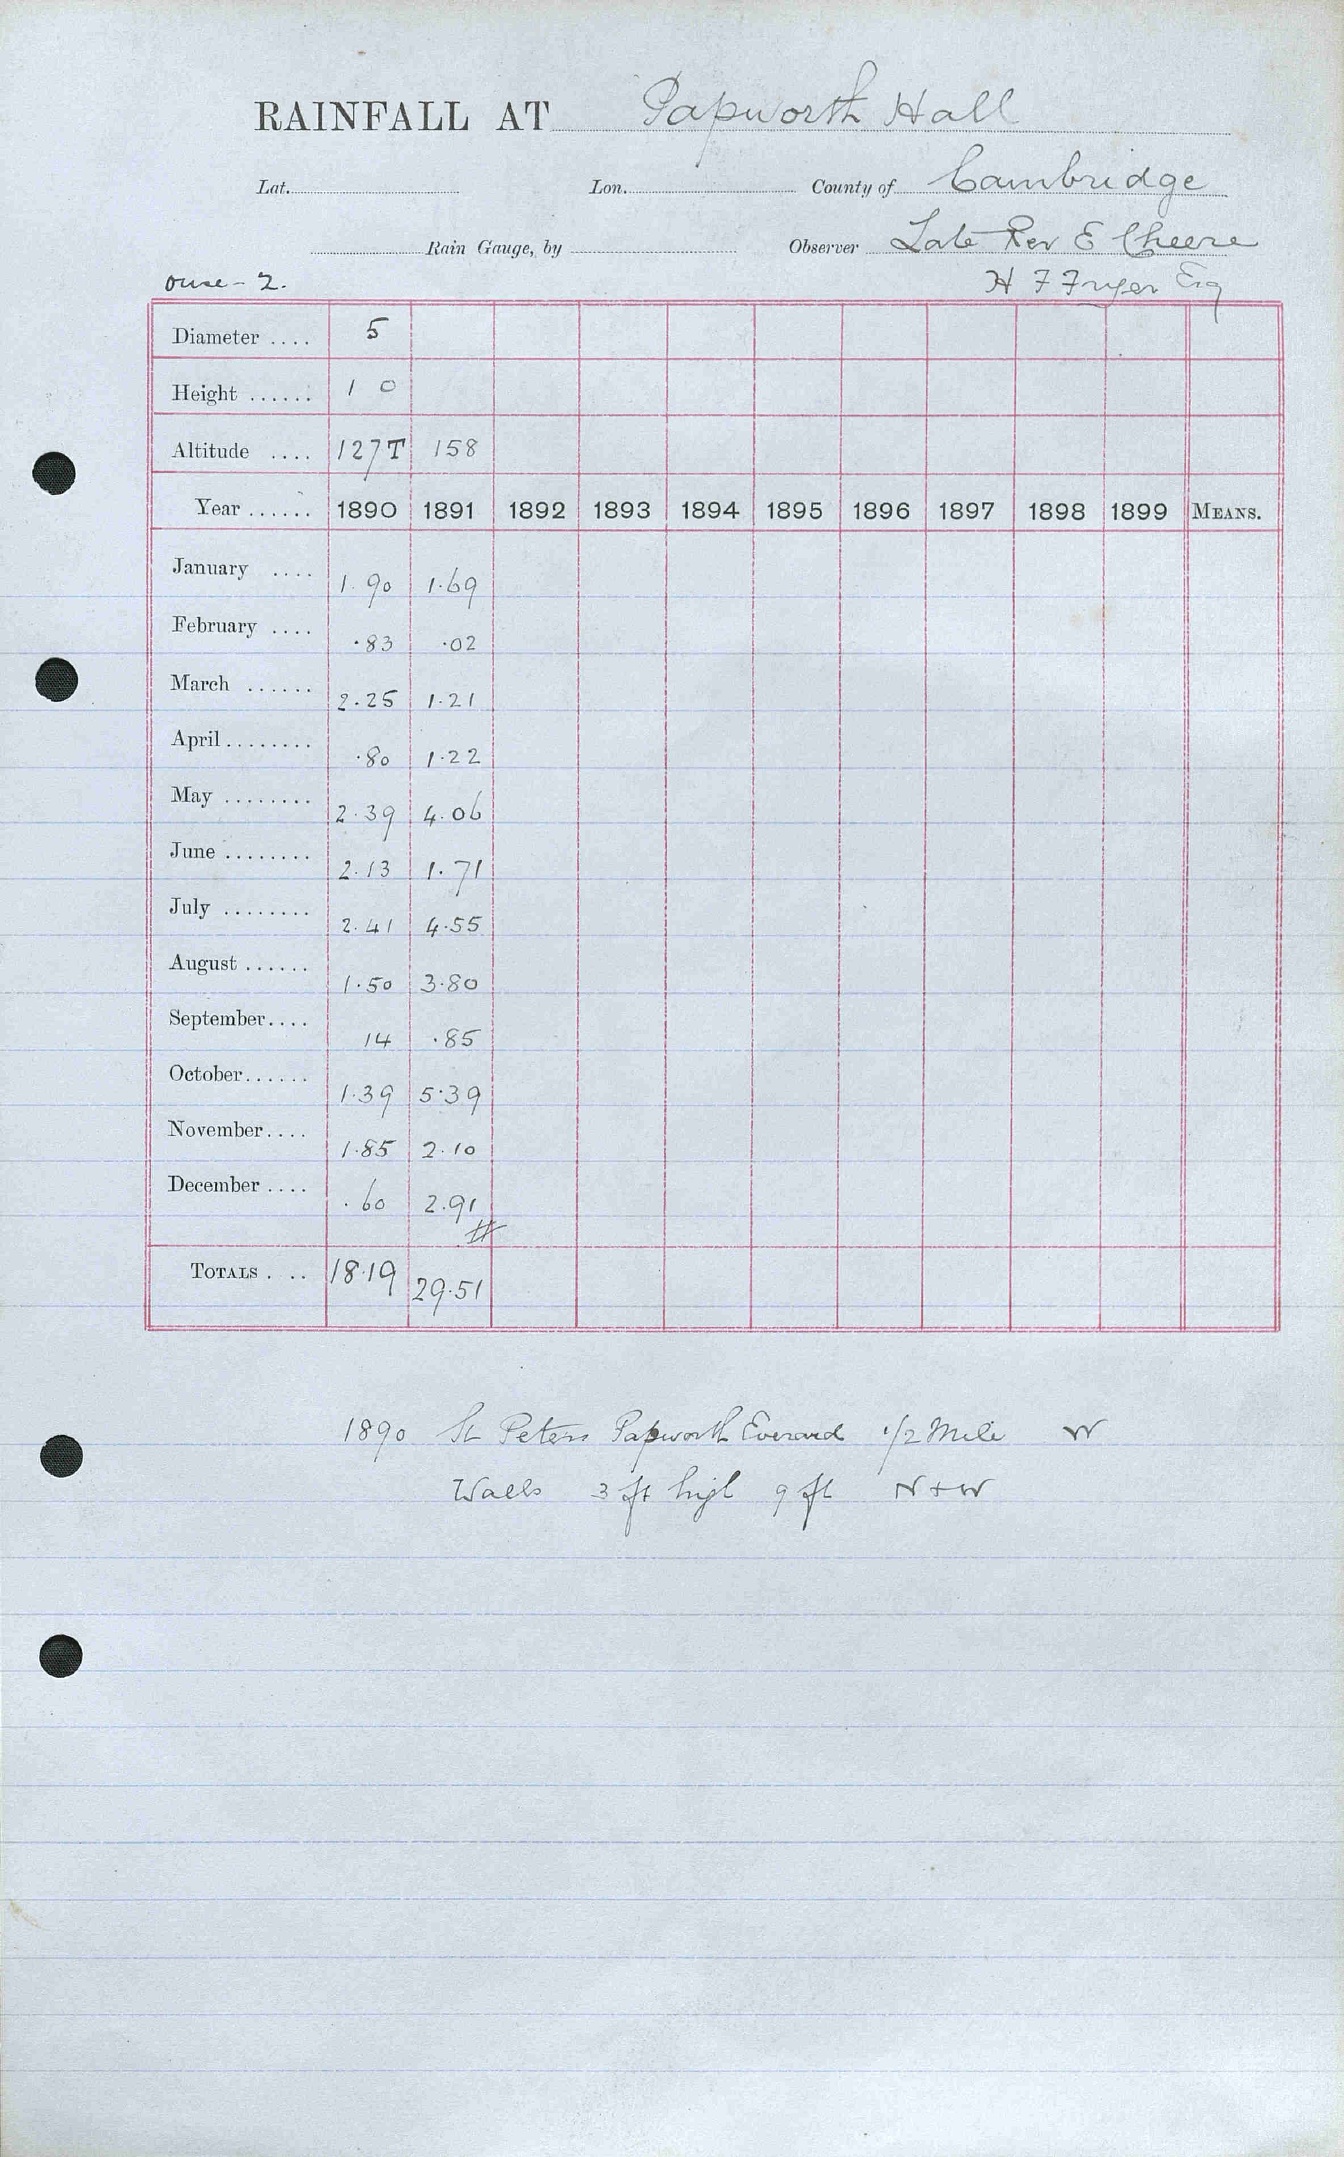 RAINFALL AT Papworth Hall
Lat. Lon. County of Cambridge
Rain Gauge, by Observer Late Rev E Cheere
Ouse - 2. H F Fryer Esq
Diameter .... 5
Height ...... 1 0
Altitude .... 127T 158
Year ...... 1890 1891 1892 1893 1894 1895 1896 1897 1898 1899 MEANS.
January .... 1.90 1.69
February .... .83 .02
March ...... 2.25 1.21
April ........ .80 1.22
May ........ 2.39 4.06
June ........ 2.13 1.71
July ........ 2.41 4.55
August ...... 1.50 3.80
September.... 14 .85
October...... 1.39 5.39
November.... 1.85 2.10
December .... .60 2.91
#
TOTALS . .. 18.19 29.51
1890 St Peters Papworth Everard 1/2 Mile W
Walls 3 ft high 9 ft N + W